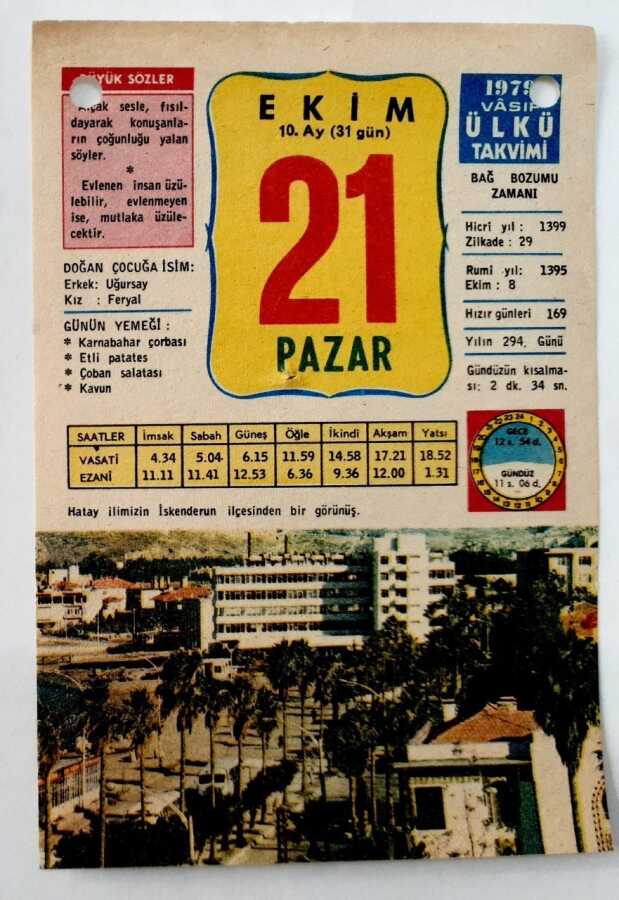 BÜYÜK SÖZLER
Alçak sesle, fısıl-
dayarak konuşanla-
rın çoğunluğu yalan
söyler.
*
Evlenen insan üzü-
lebilir, evlenmeyen
ise, mutlaka üzüle-
cektir.
DOĞAN ÇOCUĞA İSİM:
Erkek: Uğursay
Kız : Feryal
GÜNÜN YEMEĞİ :
* Karnabahar çorbası
* Etli patates
* Çoban salatası
* Kavun
EKİM
10. Ay (31 gün)
21
PAZAR
1979
VÂSIF
ÜLKÜ
TAKVİMİ
BAĞ BOZUMU
ZAMANI
Hicri yıl : 1399
Zilkade : 29
Rumi yıl: 1395
Ekim : 8
Hızır günleri 169
Yılın 294. Günü
Gündüzün kısalma-
sı: 2 dk. 34 sn.
SAATLER İmsak Sabah Güneş Öğle İkindi Akşam Yatsı
VASATİ 4.34 5.04 6.15 11.59 14.58 17.21 18.52
EZANİ 11.11 11.41 12.53 6.36 9.36 12.00 1.31
GECE
12 s. 54 d.
GÜNDÜZ
11 s. 06 d.
Hatay ilimizin İskenderun ilçesinden bir görünüş.